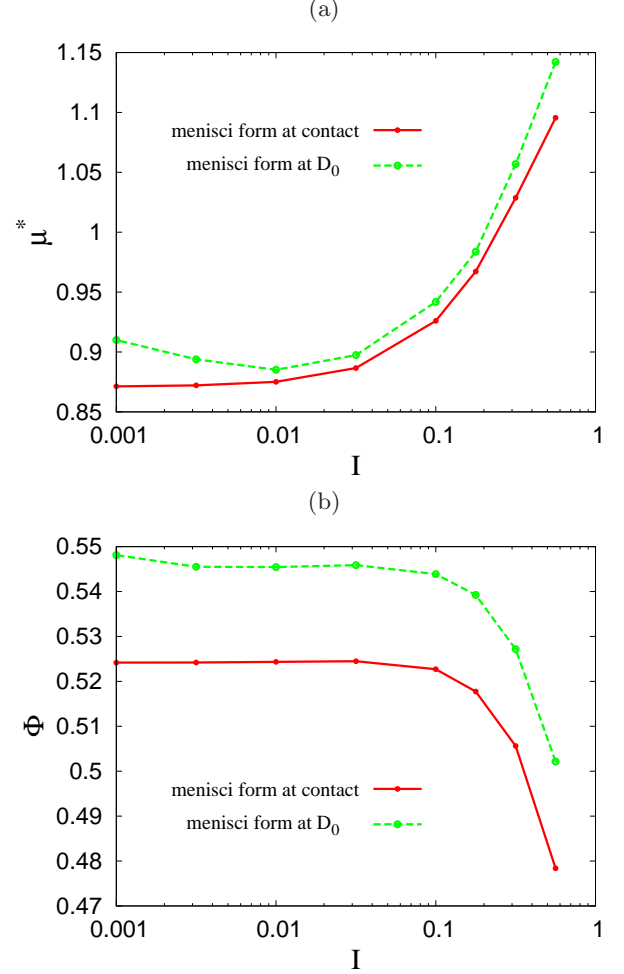 (a)
1.15
1.1
1.05
1
0.95
0.9
0.85
μ*
menisci form at contact
menisci form at D₀
0.001
0.01
0.1
1
I
(b)
0.55
0.54
0.53
0.52
0.51
0.5
0.49
0.48
0.47
Φ
menisci form at contact
menisci form at D₀
0.001
0.01
0.1
1
I